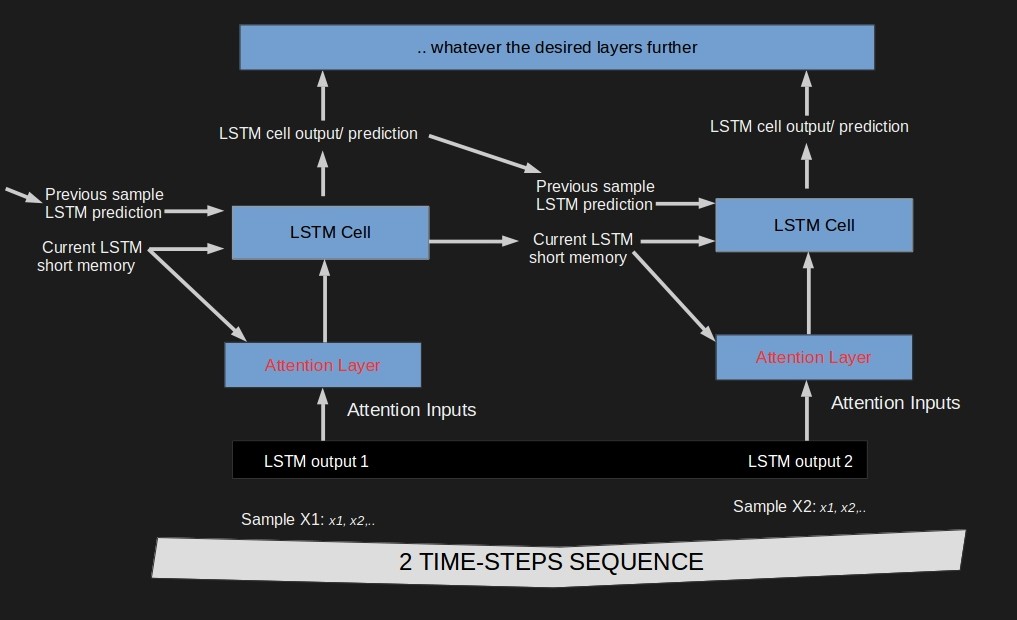 .. whatever the desired layers further
LSTM cell output/ prediction
LSTM cell output/ prediction
Previous sample
LSTM prediction
Previous sample
LSTM prediction
LSTM Cell
LSTM Cell
Current LSTM
short memory
Current LSTM
short memory
Attention Layer
Attention Layer
Attention Inputs
Attention Inputs
LSTM output 1
LSTM output 2
Sample X1: x1, x2,..
Sample X2: x1, x2,..
2 TIME-STEPS SEQUENCE